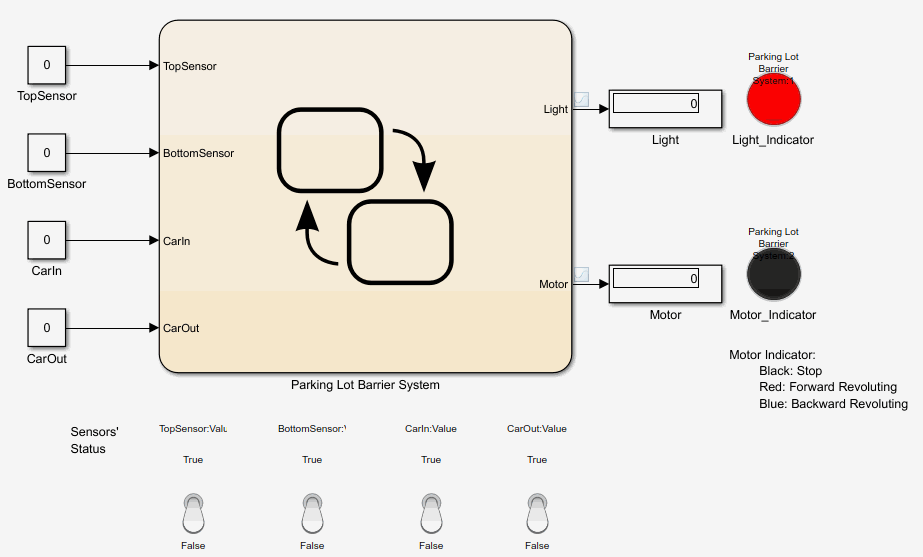 0
TopSensor
0
BottomSensor
0
CarIn
0
CarOut
TopSensor
BottomSensor
CarIn
CarOut
Light
Motor
Parking Lot Barrier System
0
Light
Parking Lot
Barrier
System:1
Light_Indicator
0
Motor
Parking Lot
Barrier
System:2
Motor_Indicator
Motor Indicator:
Black: Stop
Red: Forward Revoluting
Blue: Backward Revoluting
Sensors'
Status
TopSensor:Valu
True
False
BottomSensor:
True
False
CarIn:Value
True
False
CarOut:Value
True
False